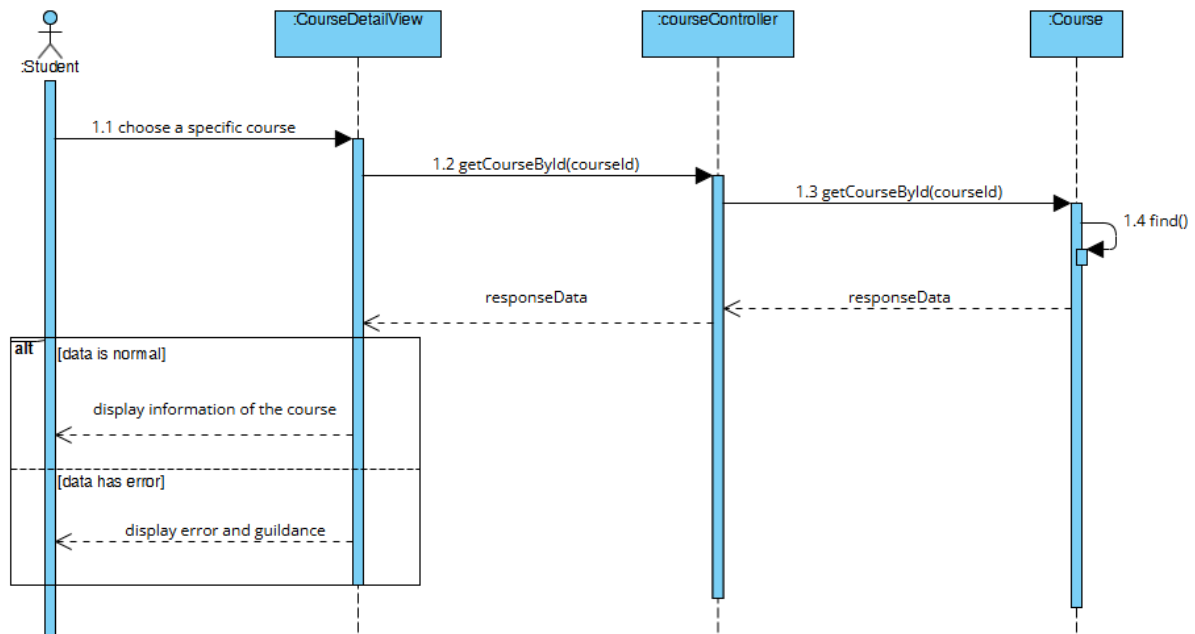 :Student
:CourseDetailView
:courseController
:Course
1.1 choose a specific course
1.2 getCourseById(courseId)
1.3 getCourseById(courseId)
1.4 find()
responseData
responseData
alt
[data is normal]
display information of the course
[data has error]
display error and guildance